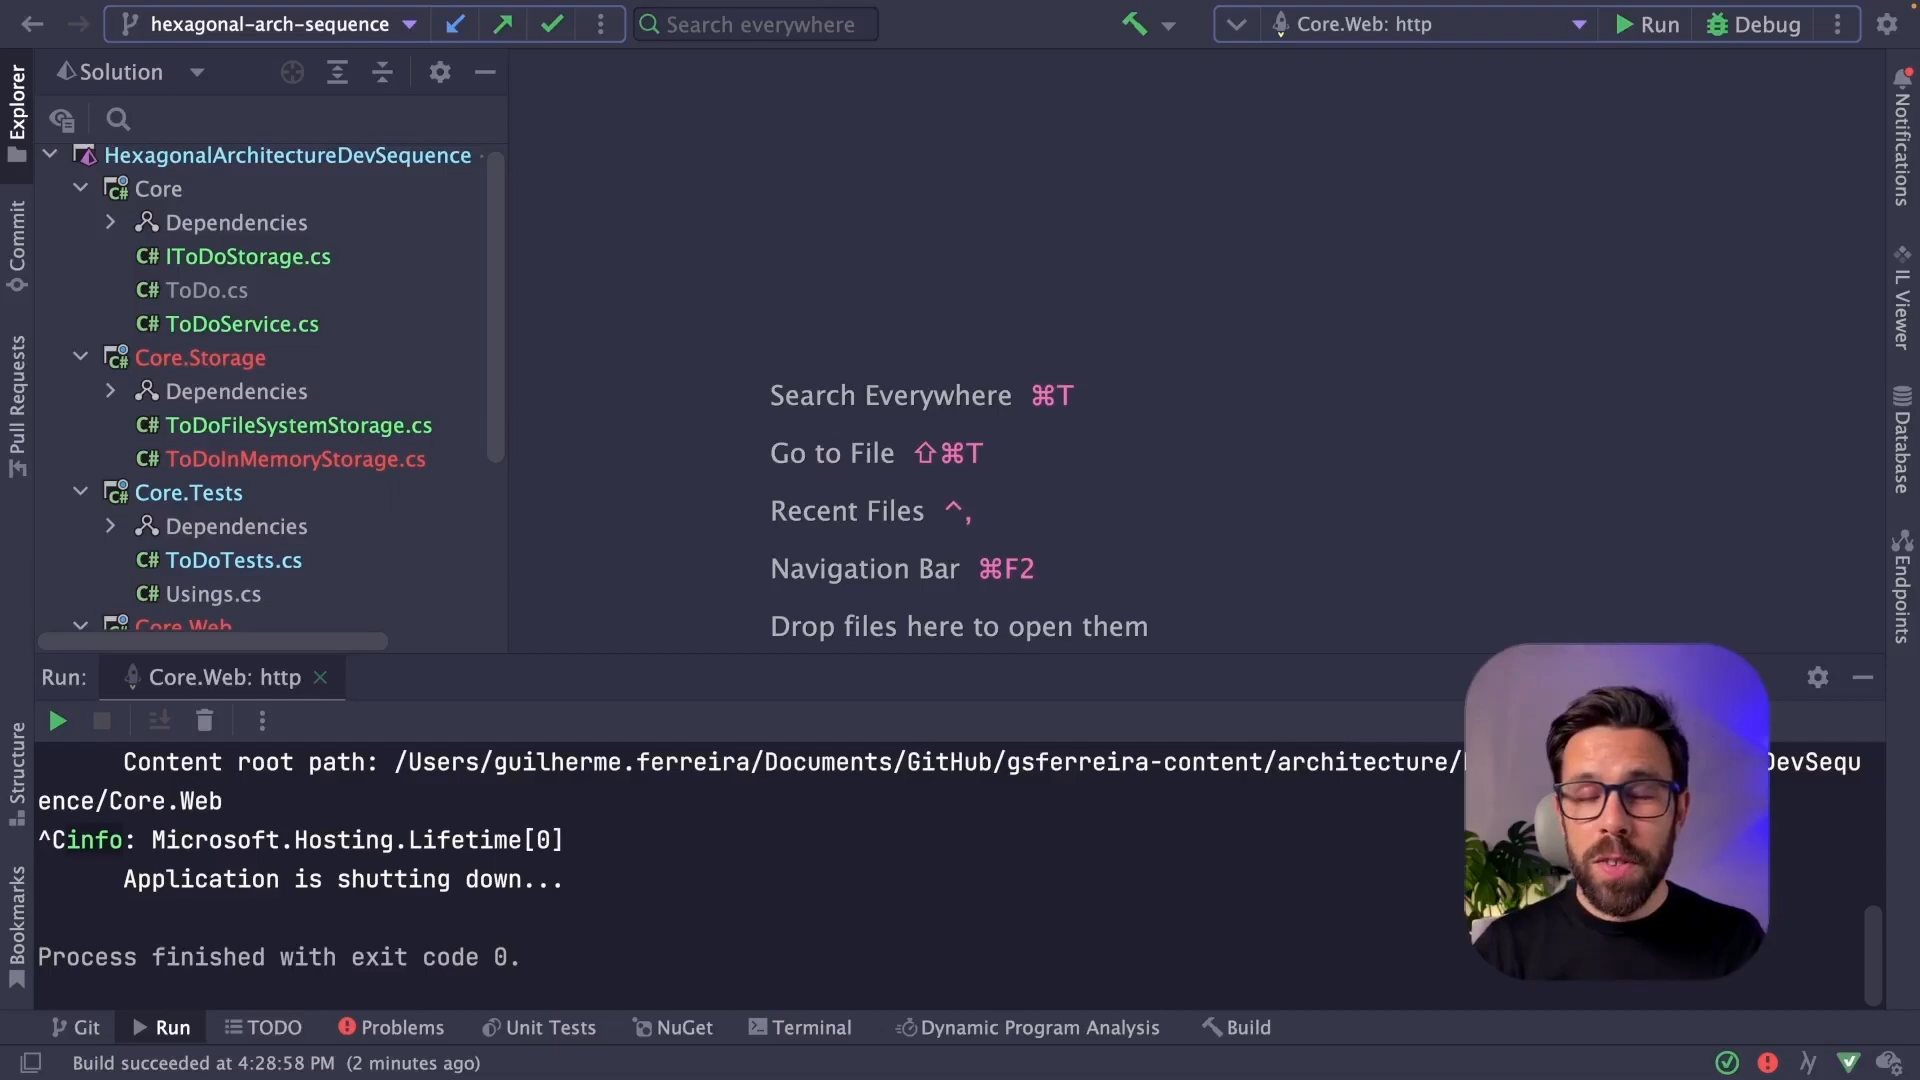 hexagonal-arch-sequence
Search everywhere
Core.Web: http
Run
Debug
Solution
Explorer
Commit
Pull Requests
Structure
Bookmarks
HexagonalArchitectureDevSequence
Core
Dependencies
C# IToDoStorage.cs
C# ToDo.cs
C# ToDoService.cs
Core.Storage
Dependencies
C# ToDoFileSystemStorage.cs
C# ToDoInMemoryStorage.cs
Core.Tests
Dependencies
C# ToDoTests.cs
C# Usings.cs
Core.Web
Search Everywhere ⌘T
Go to File ⇧⌘T
Recent Files ^,
Navigation Bar ⌘F2
Drop files here to open them
Notifications
IL Viewer
Database
Endpoints
Run: Core.Web: http
Content root path: /Users/guilherme.ferreira/Documents/GitHub/gsferreira-content/architecture/ DevSequ
ence/Core.Web
^Cinfo: Microsoft.Hosting.Lifetime[0]
Application is shutting down...
Process finished with exit code 0.
Git Run TODO Problems Unit Tests NuGet Terminal Dynamic Program Analysis Build
Build succeeded at 4:28:58 PM (2 minutes ago)